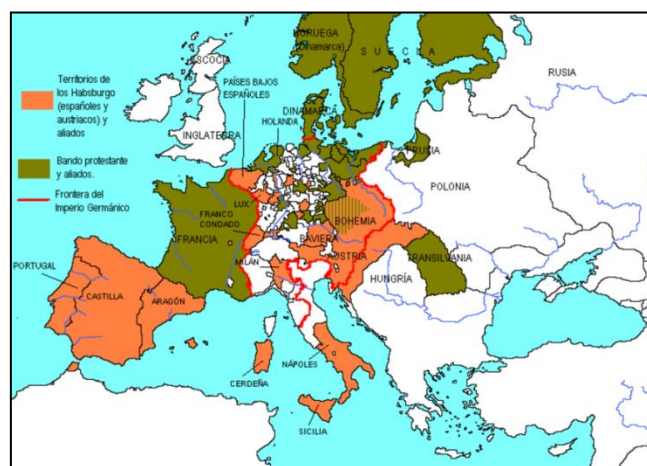 Territorios de
los Habsburgo
(españoles y
austriacos) y
aliados
Bando protestante
y aliados.
Frontera del
Imperio Germánico
NORUEGA
(Dinamarca)
SUECIA
RUSIA
ESCOCIA
PAÍSES BAJOS
ESPAÑOLES
DINAMARCA
HOLANDA
INGLATERRA
PRUSIA
POLONIA
LUX.
FRANCO
CONDADO
BOHEMIA
FRANCIA
BAVIERA
AUSTRIA
TRANSILVANIA
MILÁN
HUNGRÍA
PORTUGAL
CASTILLA
ARAGÓN
NÁPOLES
CERDEÑA
SICILIA